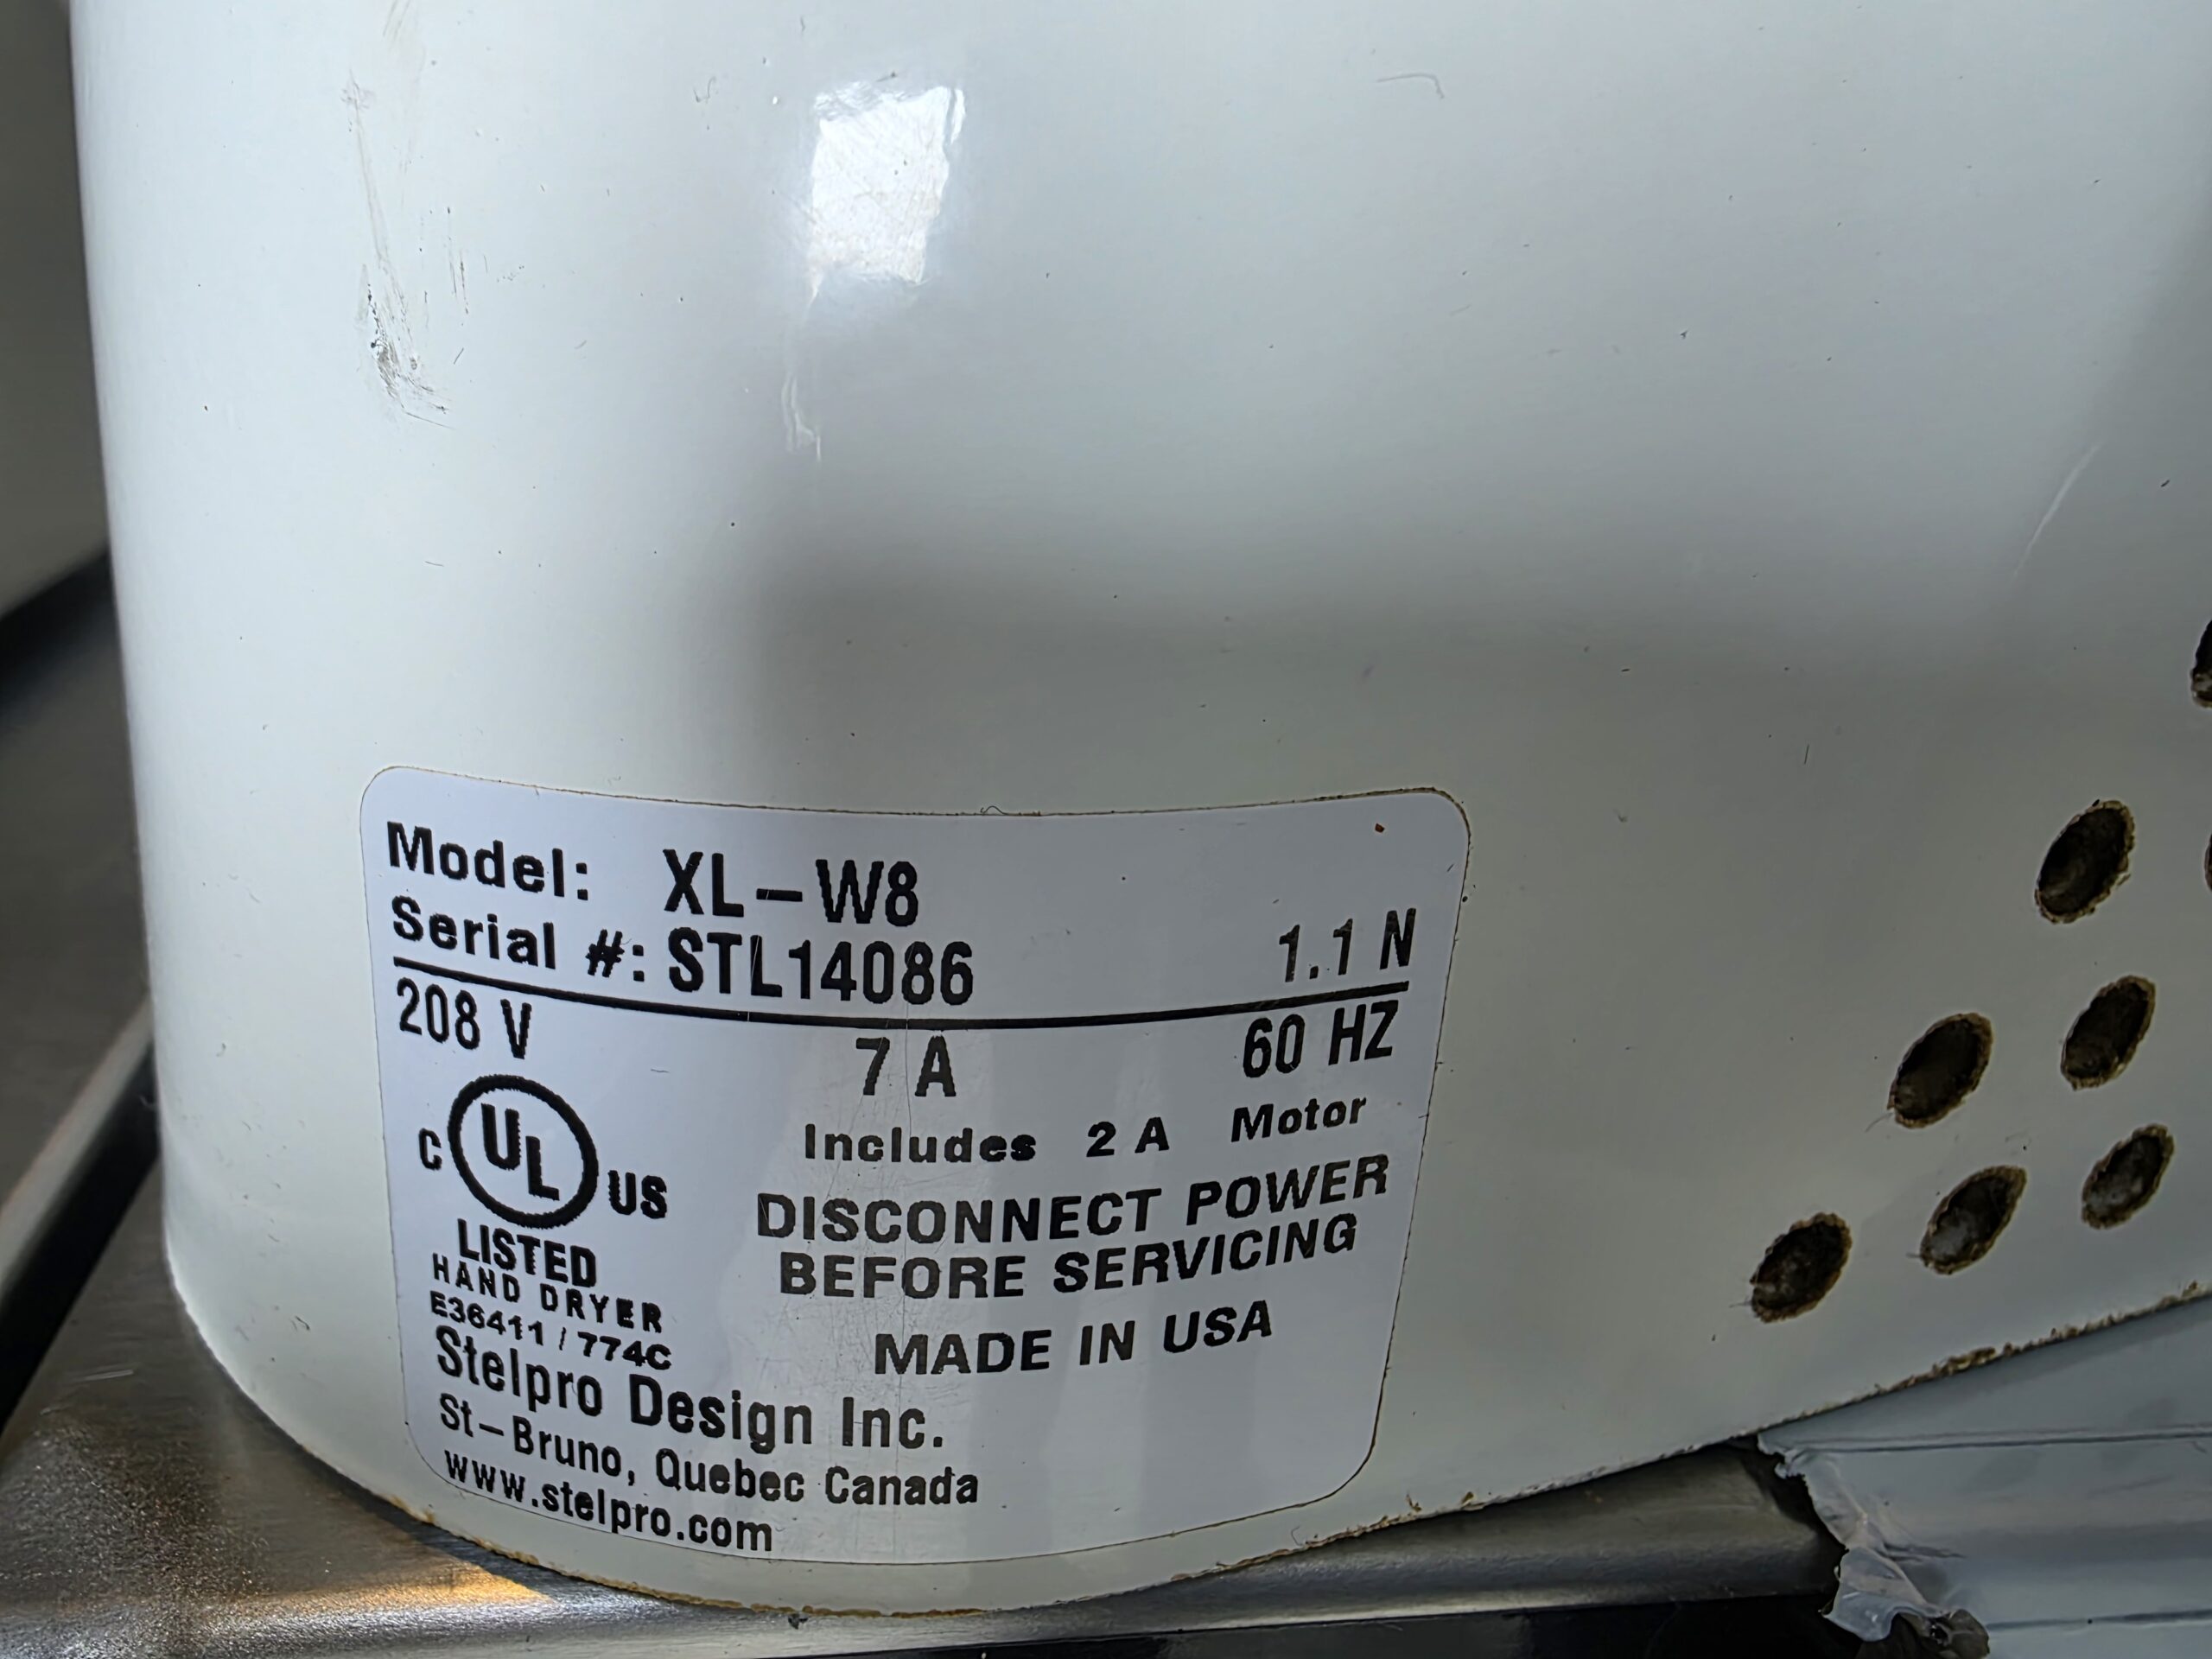 Model: XL-W8
Serial #: STL14086 1.1 N
208 V 7 A 60 HZ
Includes 2 A Motor
C UL US
LISTED
HAND DRYER
E36411 / 774C
DISCONNECT POWER
BEFORE SERVICING
MADE IN USA
Stelpro Design Inc.
St-Bruno, Quebec Canada
www.stelpro.com